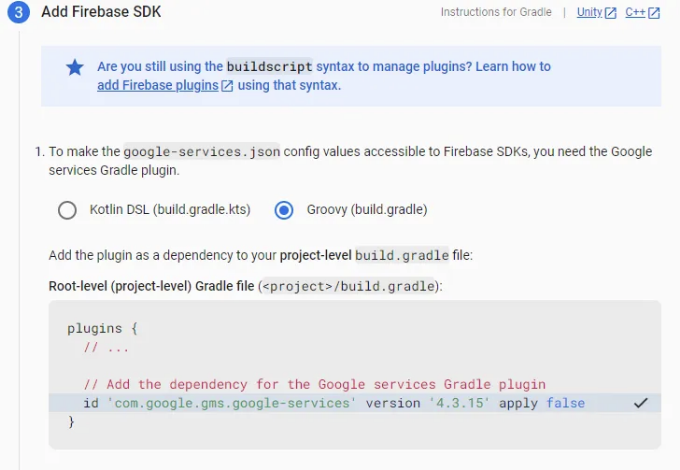 3 Add Firebase SDK Instructions for Gradle | Unity C++
Are you still using the buildscript syntax to manage plugins? Learn how to
add Firebase plugins using that syntax.
1. To make the google-services.json config values accessible to Firebase SDKs, you need the Google
services Gradle plugin.
Kotlin DSL (build.gradle.kts) Groovy (build.gradle)
Add the plugin as a dependency to your project-level build.gradle file:
Root-level (project-level) Gradle file (<project>/build.gradle):
plugins {
// ...
// Add the dependency for the Google services Gradle plugin
id 'com.google.gms.google-services' version '4.3.15' apply false
}